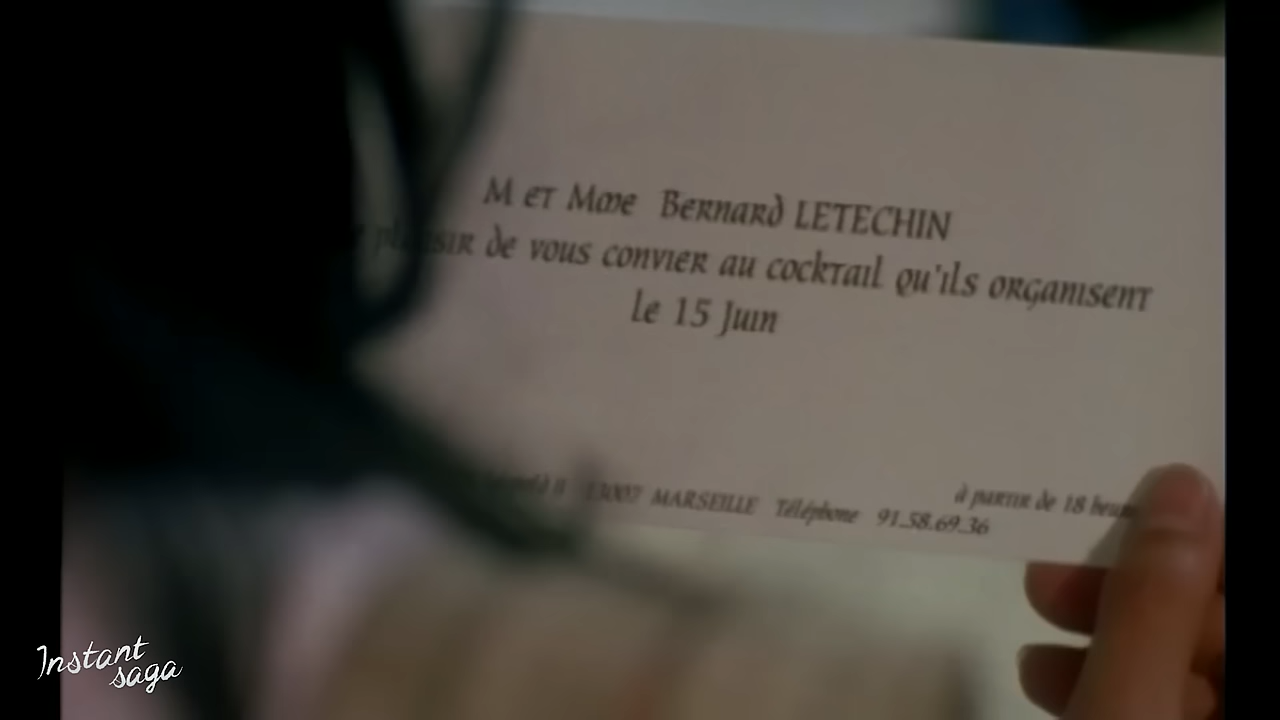 M et Mme Bernard LETECHIN
plaisir de vous convier au cocktail qu'ils organisent
le 15 Juin
à partir de 18
13007 MARSEILLE Téléphone 91.58.69.36
Instant
saga